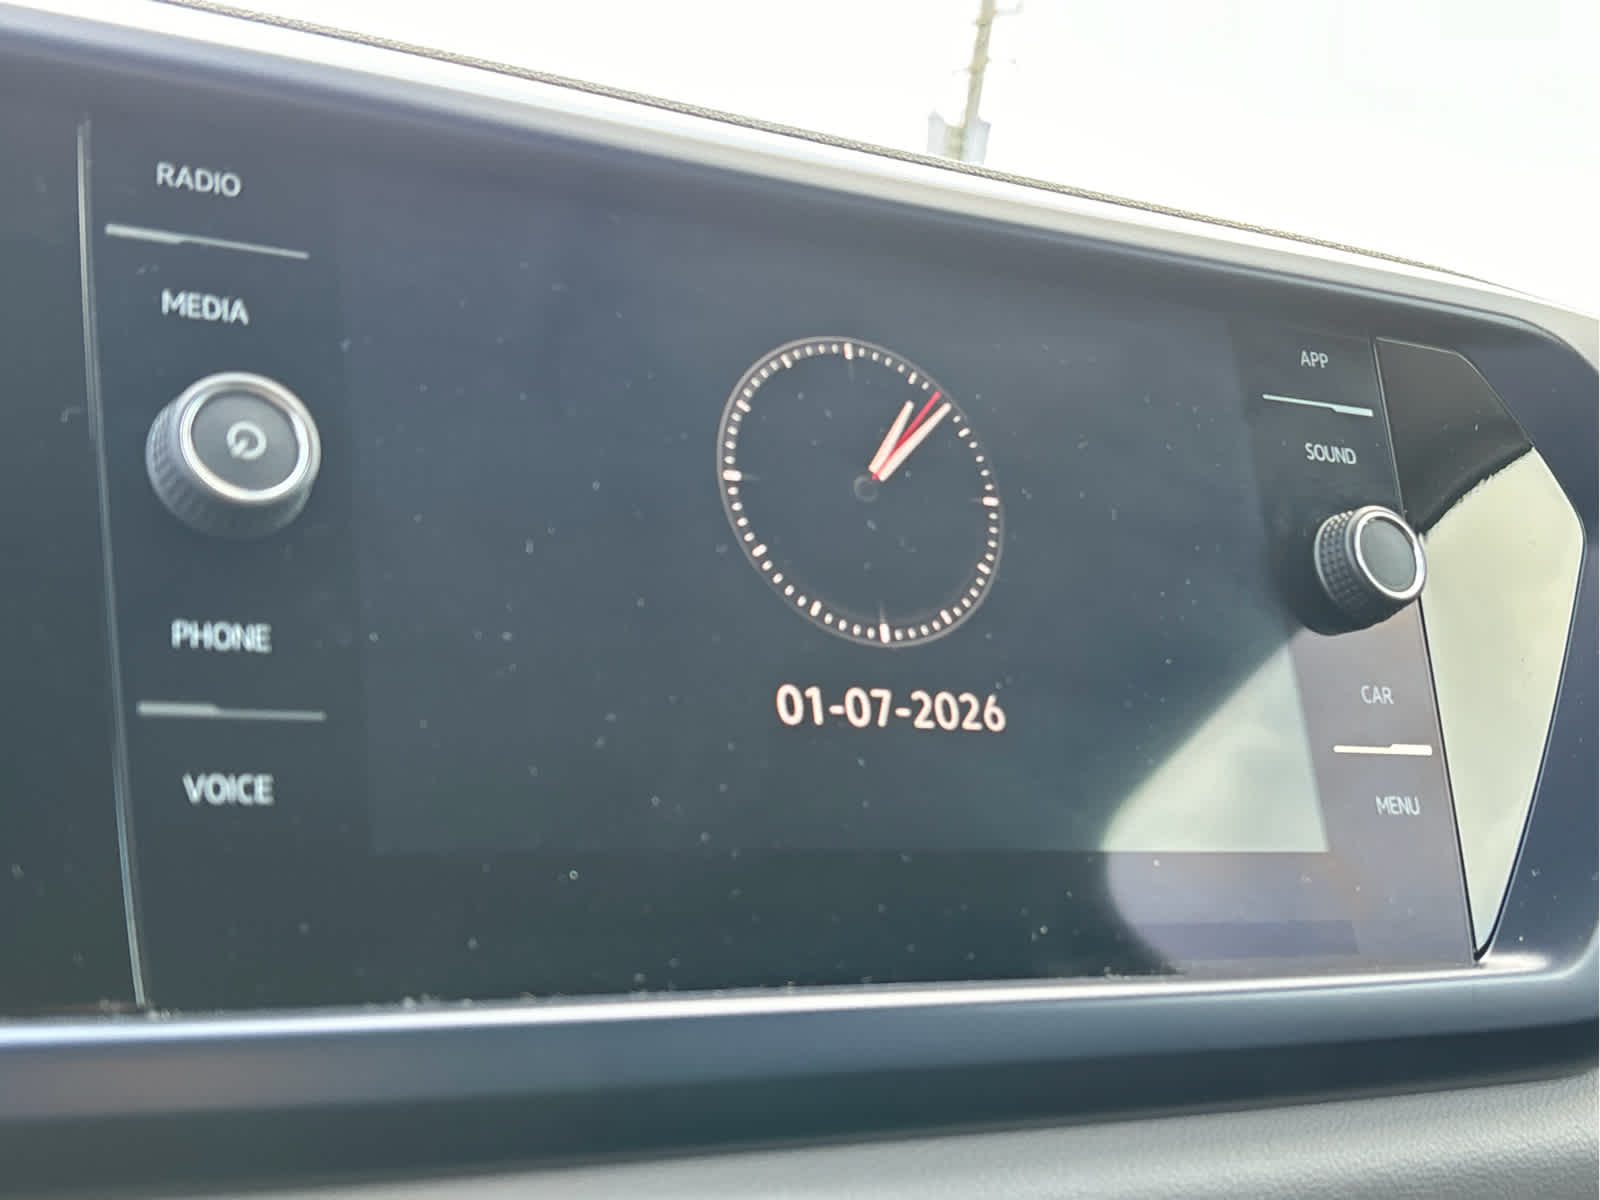 RADIO
MEDIA
PHONE
VOICE
01-07-2026
APP
SOUND
CAR
MENU